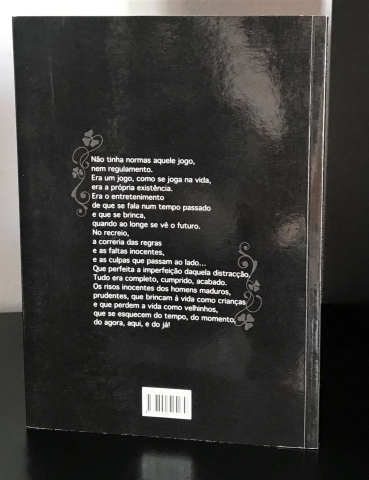 Não tinha normas aquele jogo,
nem regulamento.
Era um jogo, como se joga na vida,
era a própria existência.
Era o entretenimento
de que se fala num tempo passado
e que se brinca,
quando ao longe se vê o futuro.
No recreio,
a correria das regras
e as faltas inocentes,
e as culpas que passam ao lado...
Que perfeita a imperfeição daquela distracção.
Tudo era completo, cumprido, acabado.
Os risos inocentes dos homens maduros,
prudentes, que brincam à vida como crianças
e que perdem a vida como velhinhos,
que se esquecem do tempo, do momento,
do agora, aqui, e do já!